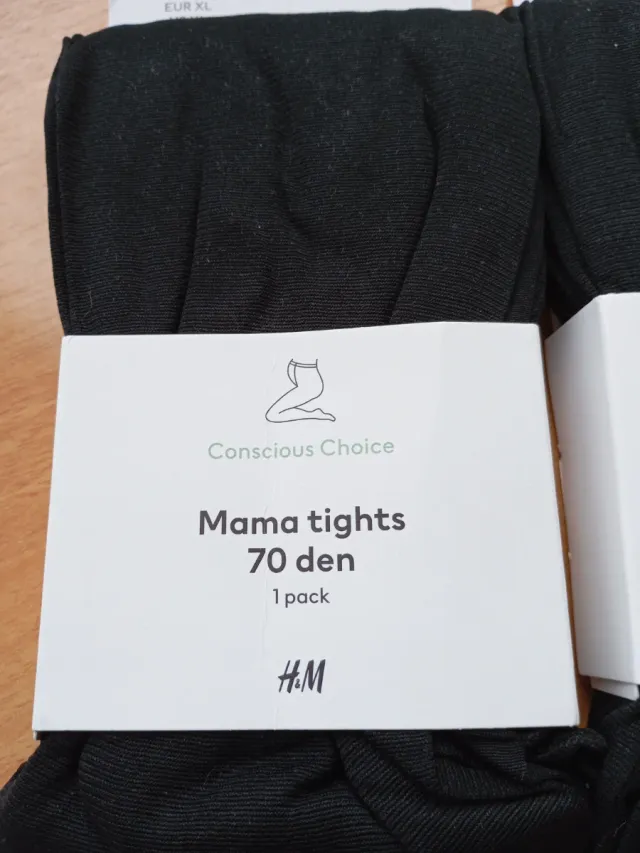 EUR XL
Conscious Choice
Mama tights
70 den
1 pack
H&M